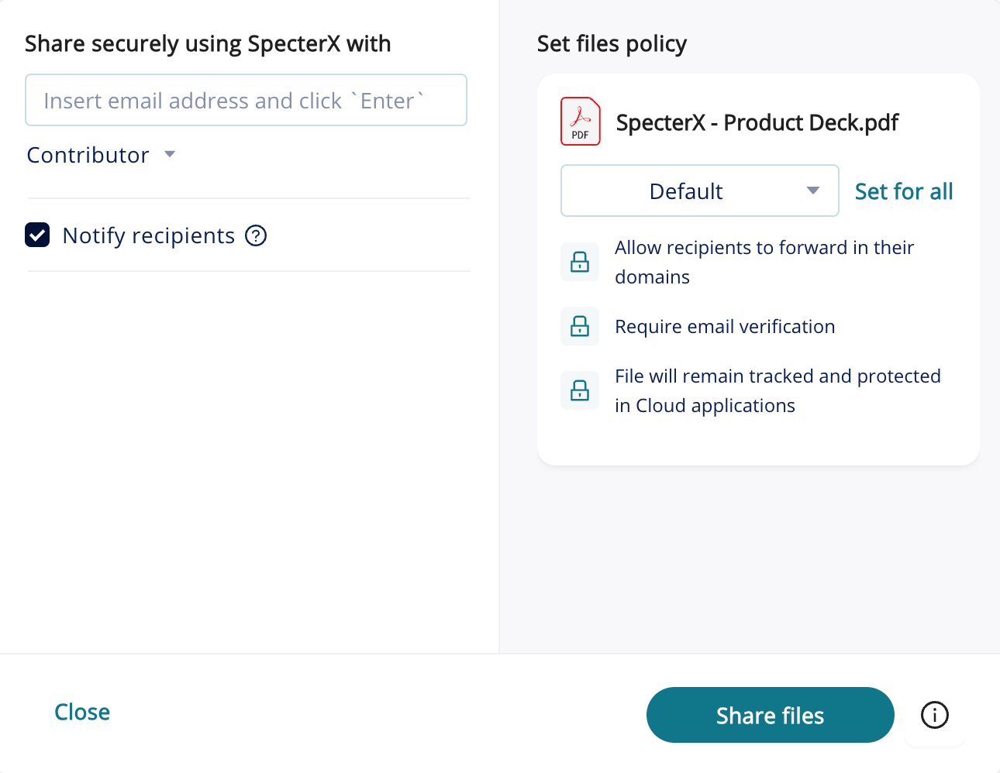 Share securely using SpecterX with
Insert email address and click `Enter`
Contributor
Notify recipients
Set files policy
PDF
SpecterX - Product Deck.pdf
Default
Set for all
Allow recipients to forward in their
domains
Require email verification
File will remain tracked and protected
in Cloud applications
Close
Share files